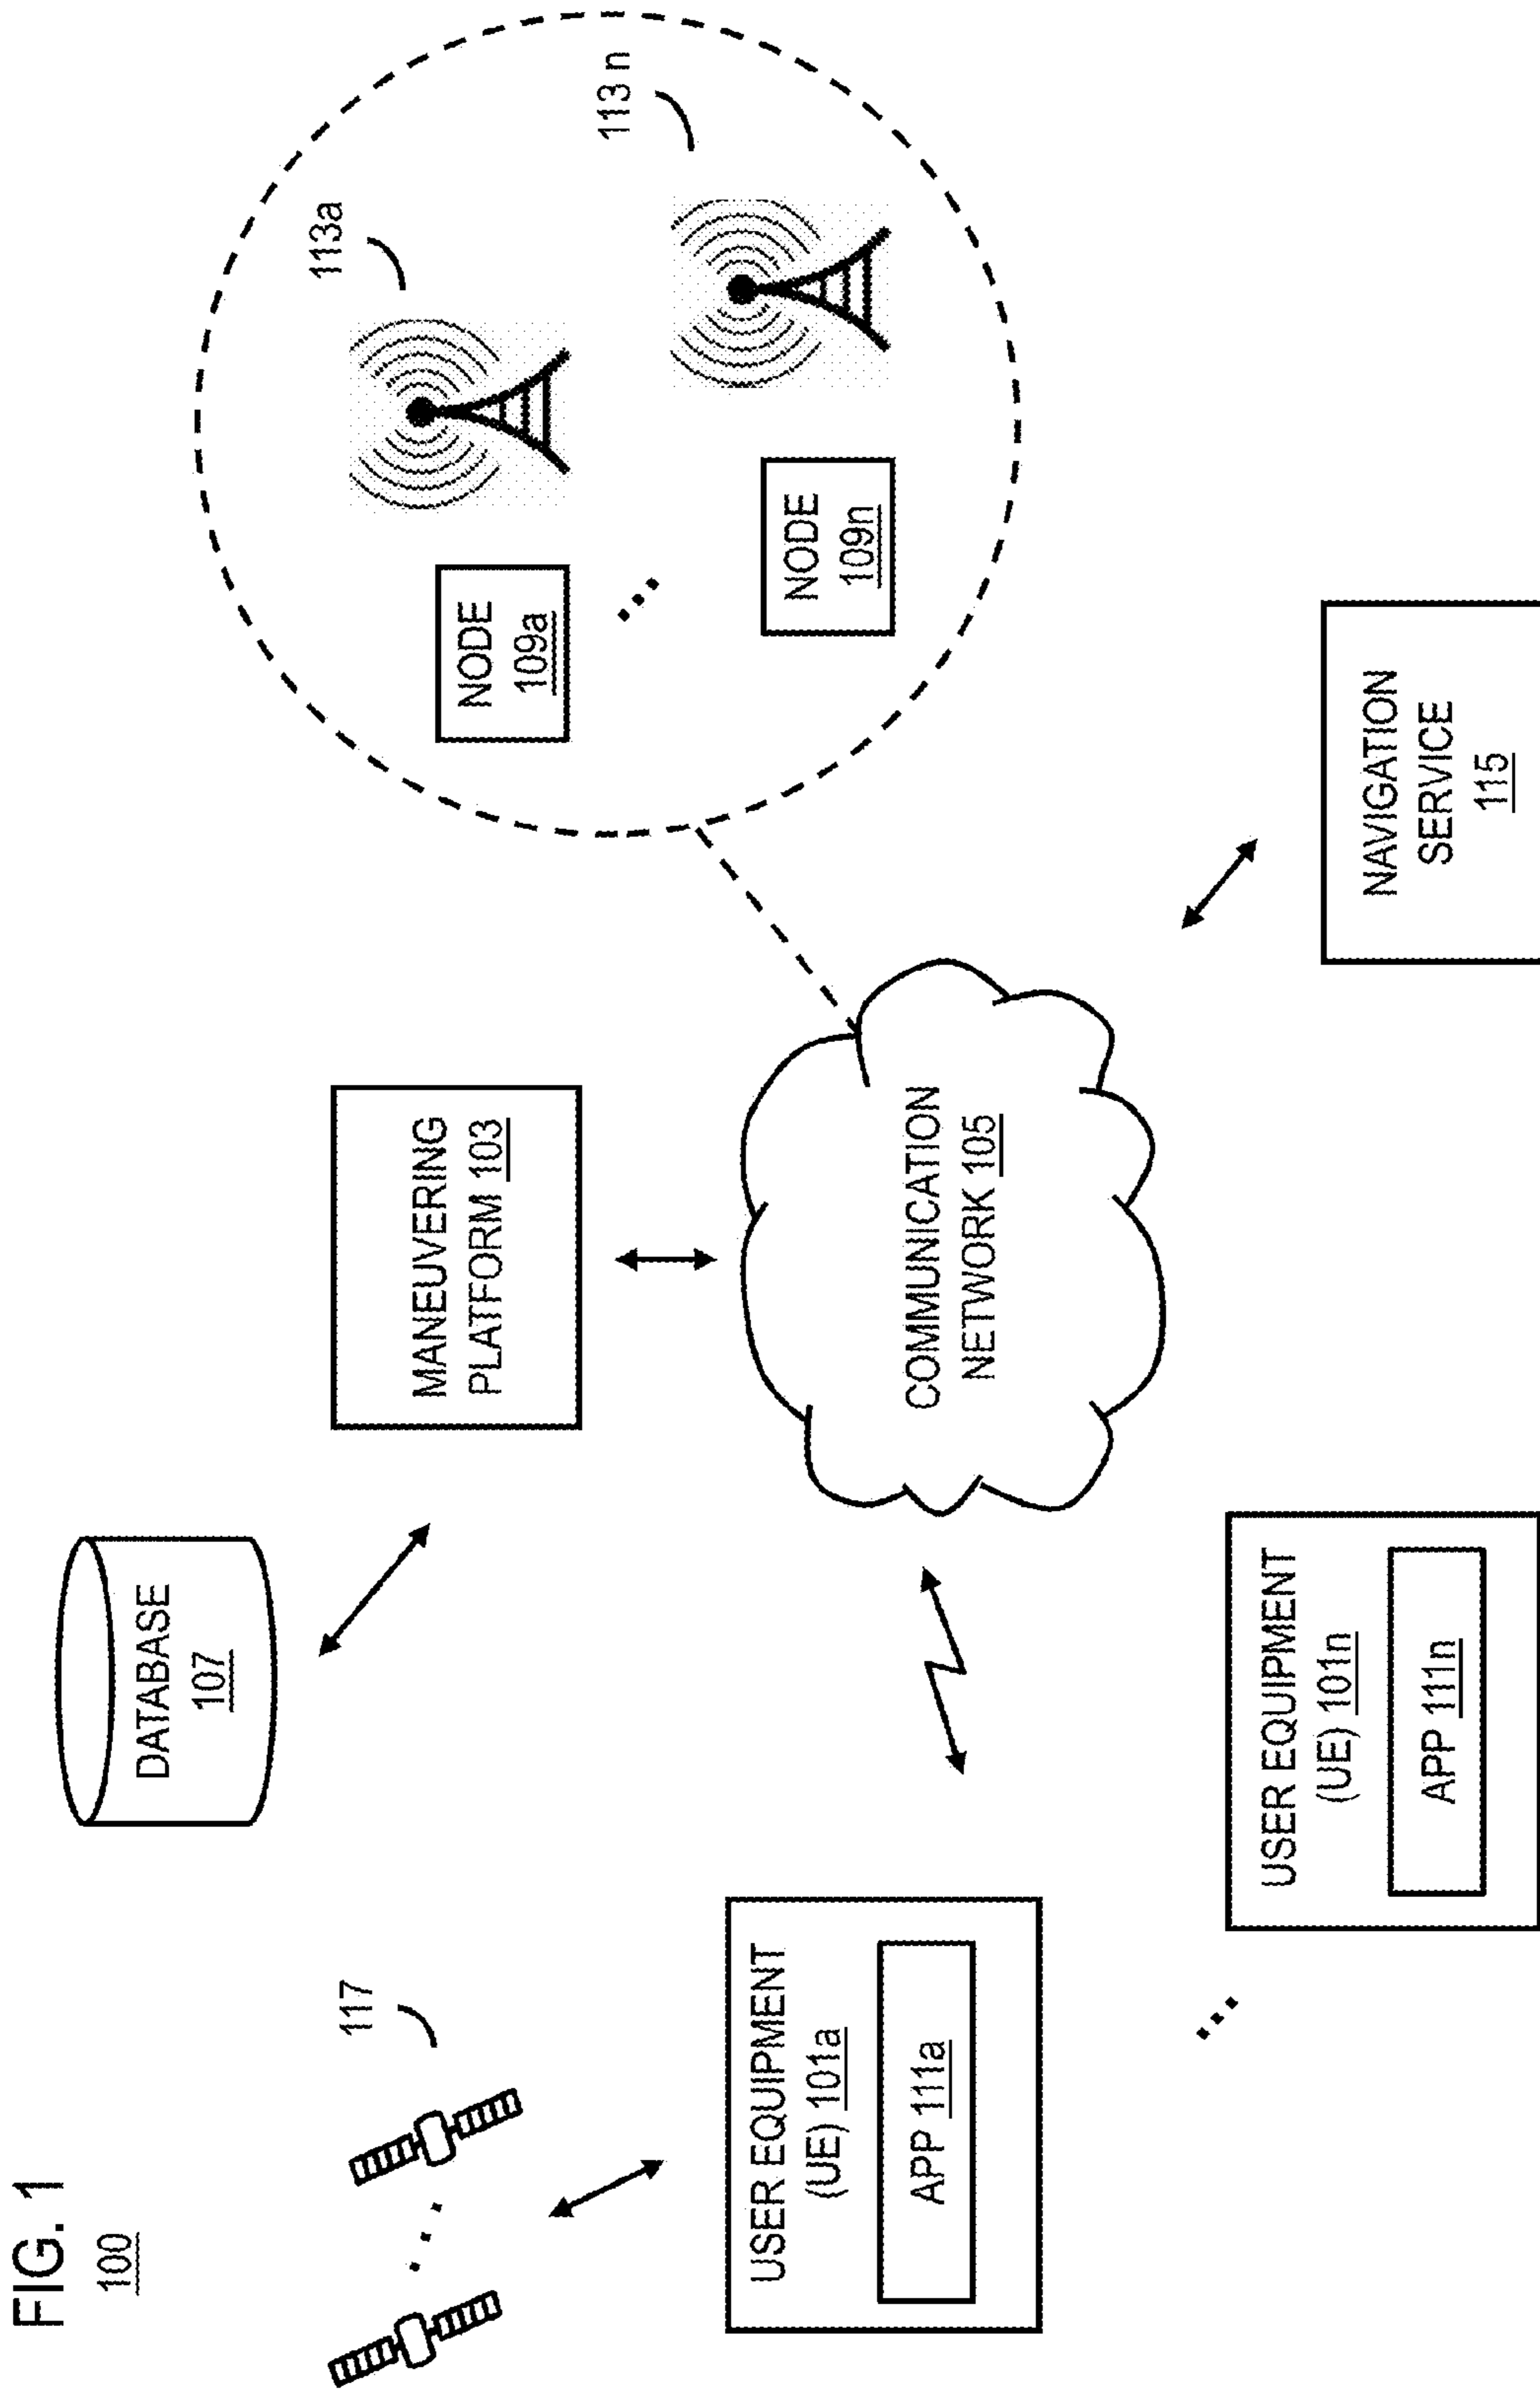 FIG. 1
100
117
DATABASE
107
MANEUVERING
PLATFORM 103
113a
113n
NODE
109a
NODE
109n
USER EQUIPMENT
(UE) 101a
APP 111a
COMMUNICATION
NETWORK 105
USER EQUIPMENT
(UE) 101n
APP 111n
NAVIGATION
SERVICE
115